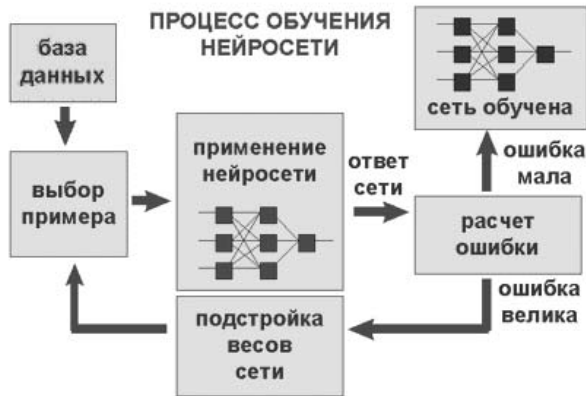 ПРОЦЕСС ОБУЧЕНИЯ
НЕЙРОСЕТИ
база
данных
выбор
примера
применение
нейросети
ответ
сети
расчет
ошибки
ошибка
мала
сеть обучена
ошибка
велика
подстройка
весов
сети